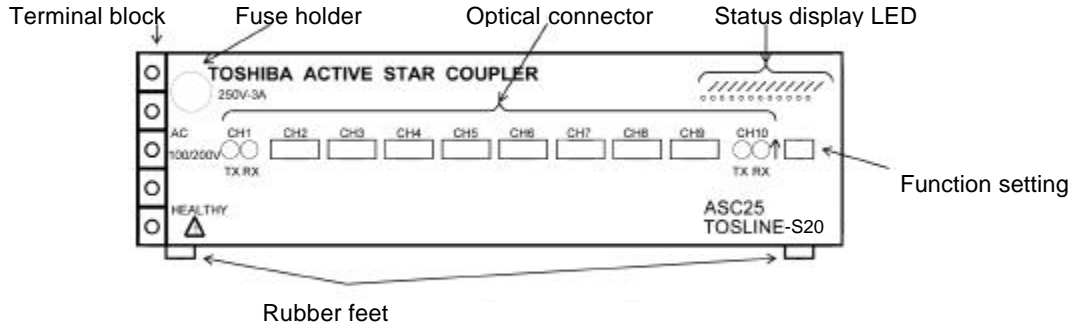 Terminal block Fuse holder Optical connector Status display LED
TOSHIBA ACTIVE STAR COUPLER
250V-3A
AC CH1 CH2 CH3 CH4 CH5 CH6 CH7 CH8 CH9 CH10
100/200V
TX RX TX RX
Function setting
HEALTHY
ASC25
TOSLINE-S20
Rubber feet